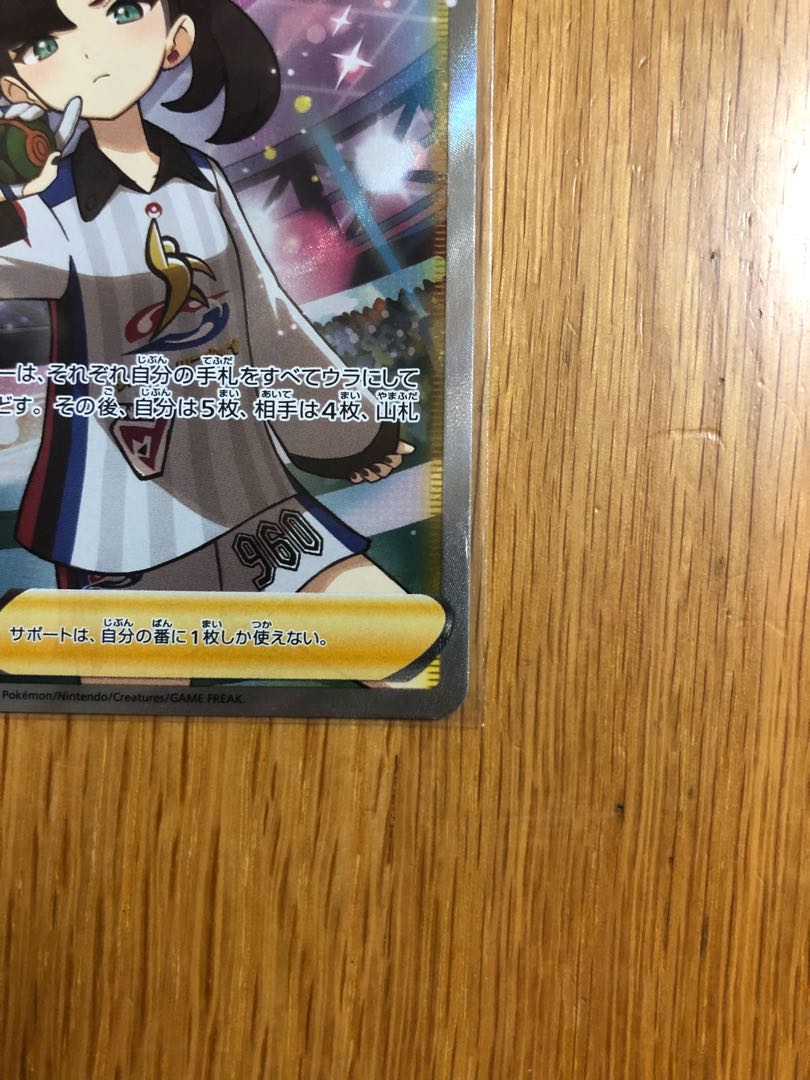 ーは、それぞれ自分の手札をすべてウラにして
どす。その後、自分は5枚、相手は4枚、山札
960
サポートは、自分の番に1枚しか使えない。
Pokémon/Nintendo/Creatures/GAME FREAK.